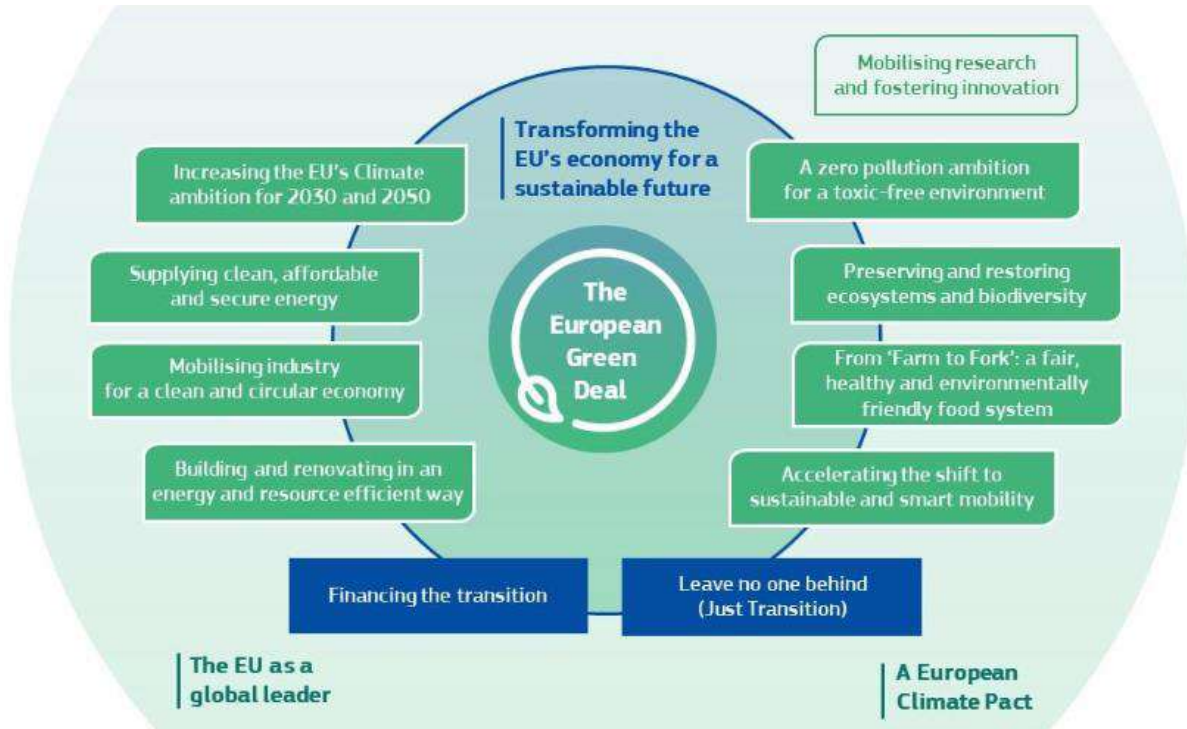 Mobilising research
and fostering innovation
Transforming the
EU's economy for a
sustainable future
Increasing the EU's Climate
ambition for 2030 and 2050
A zero pollution ambition
for a toxic-free environment
Supplying clean, affordable
and secure energy
Preserving and restoring
ecosystems and biodiversity
The
European
Green
Deal
Mobilising industry
for a clean and circular economy
From 'Farm to Fork': a fair,
healthy and environmentally
friendly food system
Building and renovating in an
energy and resource efficient way
Accelerating the shift to
sustainable and smart mobility
Financing the transition
Leave no one behind
(Just Transition)
The EU as a
global leader
A European
Climate Pact